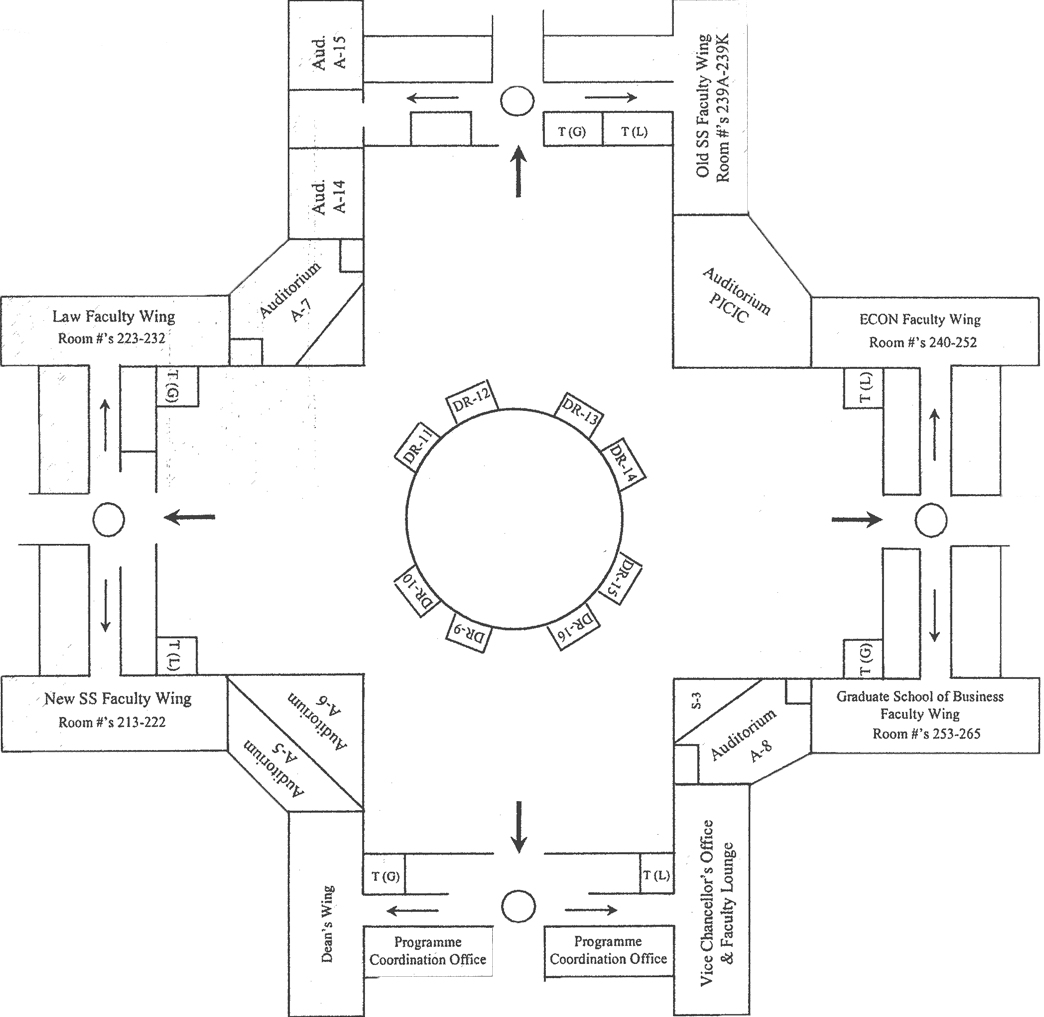 Aud.
A-15
Old SS Faculty Wing
Room #'s 239A-239K
T (G)
T (L)
Aud.
A-14
Auditorium
A-7
Auditorium
PICIC
Law Faculty Wing
Room #'s 223-232
ECON Faculty Wing
Room #'s 240-252
T (G)
T (L)
DR-12
DR-13
DR-11
DR-14
DR-10
DR-15
DR-9
DR-16
T (L)
T (G)
New SS Faculty Wing
Room #'s 213-222
Auditorium
A-6
Auditorium
A-5
S-3
Auditorium
A-8
Graduate School of Business
Faculty Wing
Room #'s 253-265
T (G)
T (L)
Dean's Wing
Programme
Coordination Office
Programme
Coordination Office
Vice Chancellor's Office
& Faculty Lounge